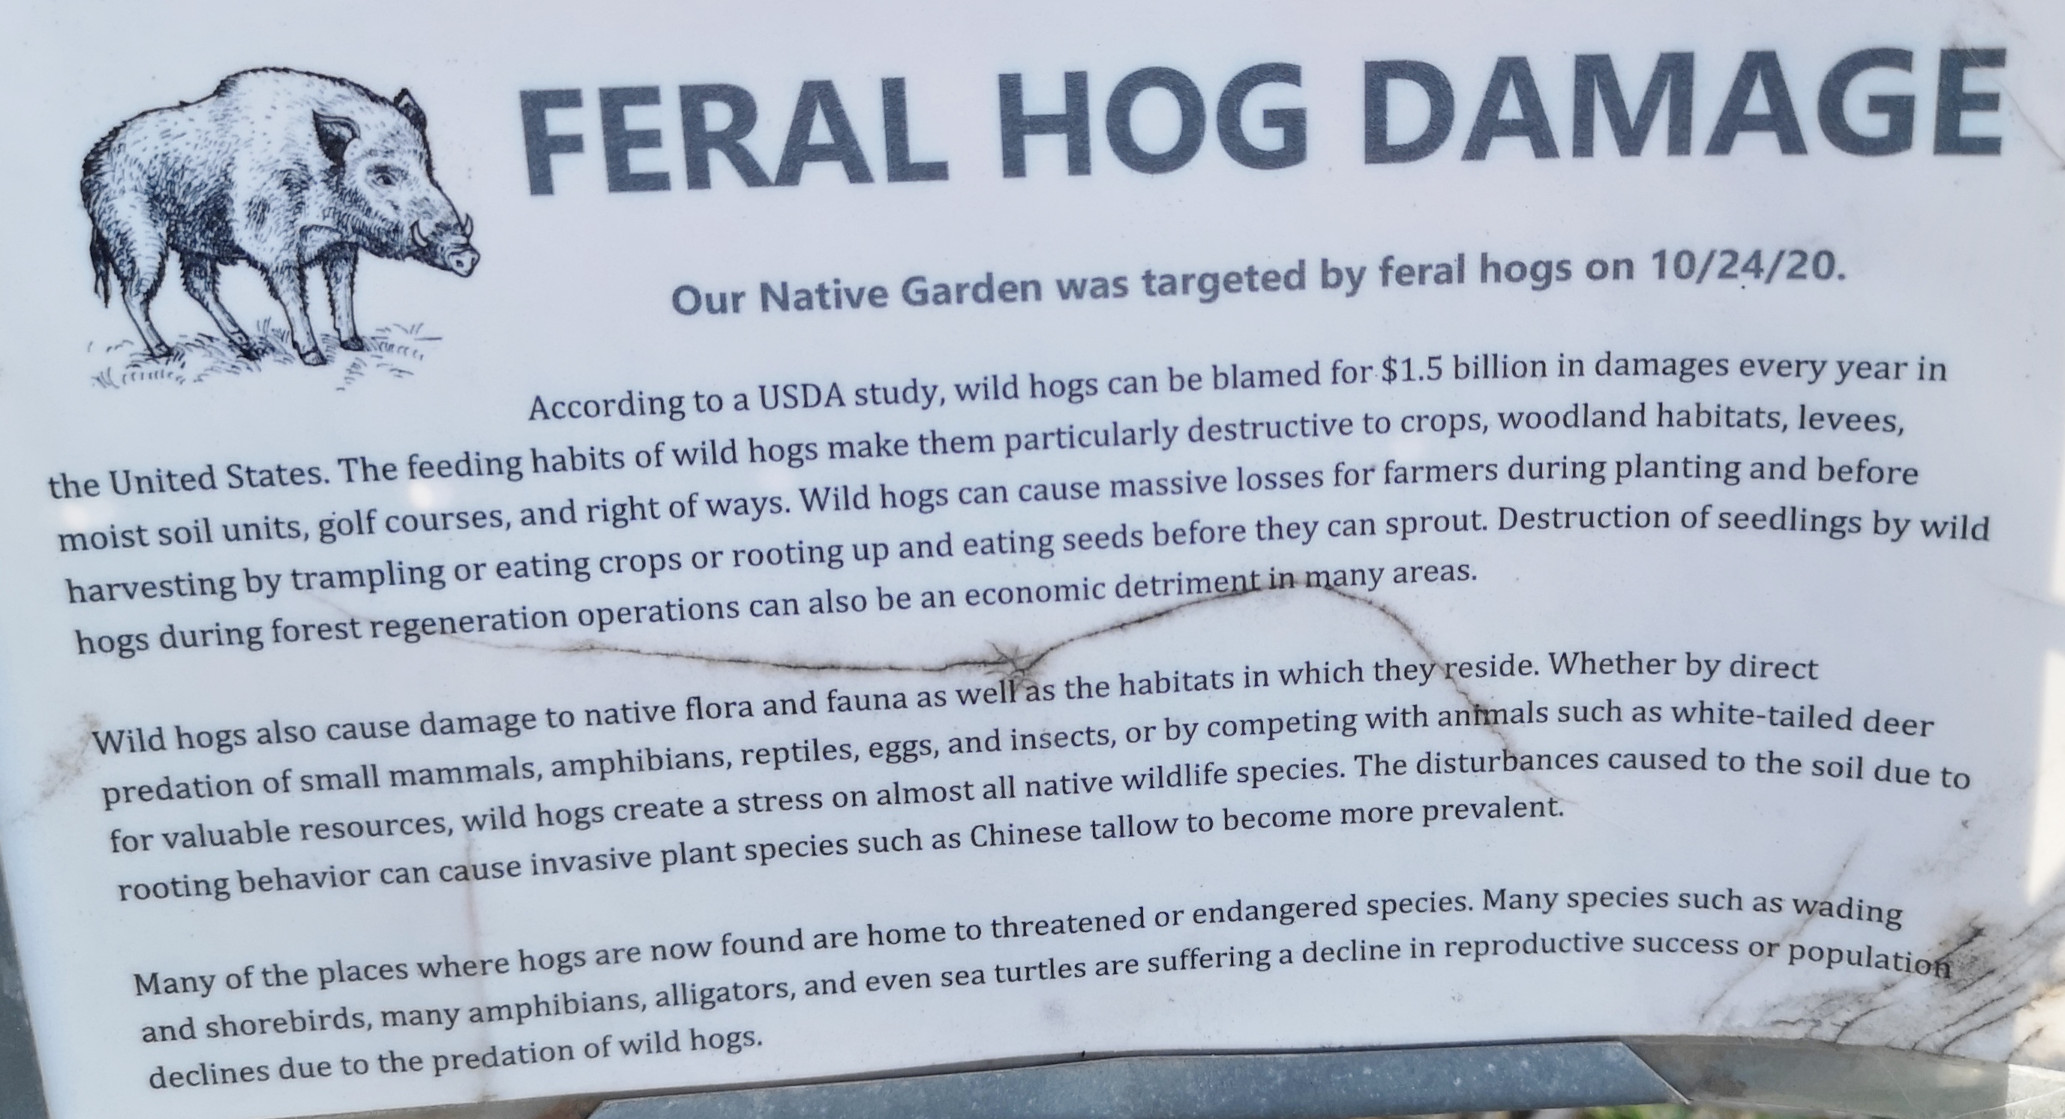 FERAL HOG DAMAGE
Our Native Garden was targeted by feral hogs on 10/24/20.
According to a USDA study, wild hogs can be blamed for $1.5 billion in damages every year in
the United States. The feeding habits of wild hogs make them particularly destructive to crops, woodland habitats, levees,
moist soil units, golf courses, and right of ways. Wild hogs can cause massive losses for farmers during planting and before
harvesting by trampling or eating crops or rooting up and eating seeds before they can sprout. Destruction of seedlings by wild
hogs during forest regeneration operations can also be an economic detriment in many areas.
Wild hogs also cause damage to native flora and fauna as well as the habitats in which they reside. Whether by direct
predation of small mammals, amphibians, reptiles, eggs, and insects, or by competing with animals such as white-tailed deer
for valuable resources, wild hogs create a stress on almost all native wildlife species. The disturbances caused to the soil due to
rooting behavior can cause invasive plant species such as Chinese tallow to become more prevalent.
Many of the places where hogs are now found are home to threatened or endangered species. Many species such as wading
and shorebirds, many amphibians, alligators, and even sea turtles are suffering a decline in reproductive success or population
declines due to the predation of wild hogs.